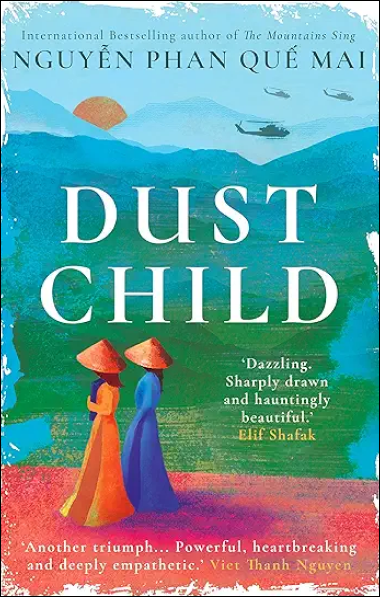 International Bestselling author of The Mountains Sing
NGUYỄN PHAN QUẾ MAI
DUST
CHILD
‘Dazzling.
Sharply drawn
and hauntingly
beautiful.’
Elif Shafak
‘Another triumph... Powerful, heartbreaking
and deeply empathetic.’ Viet Thanh Nguyen